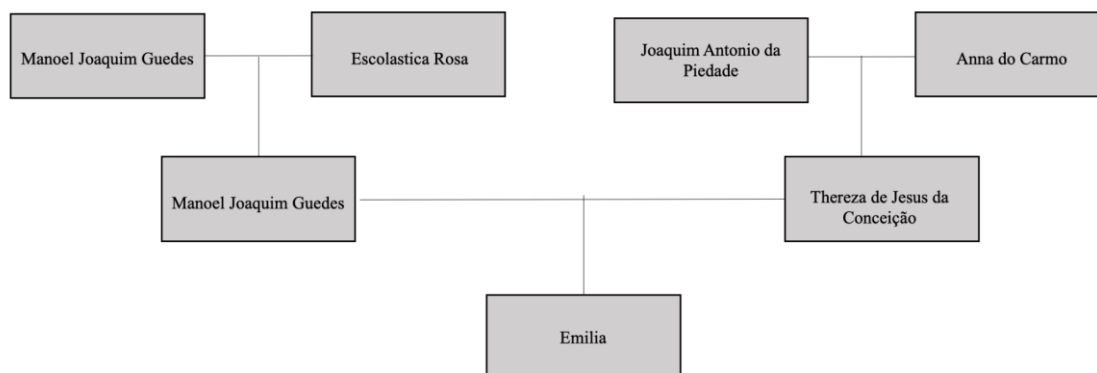 Manoel Joaquim Guedes
Escolastica Rosa
Joaquim Antonio da
Piedade
Anna do Carmo
Manoel Joaquim Guedes
Thereza de Jesus da
Conceição
Emilia